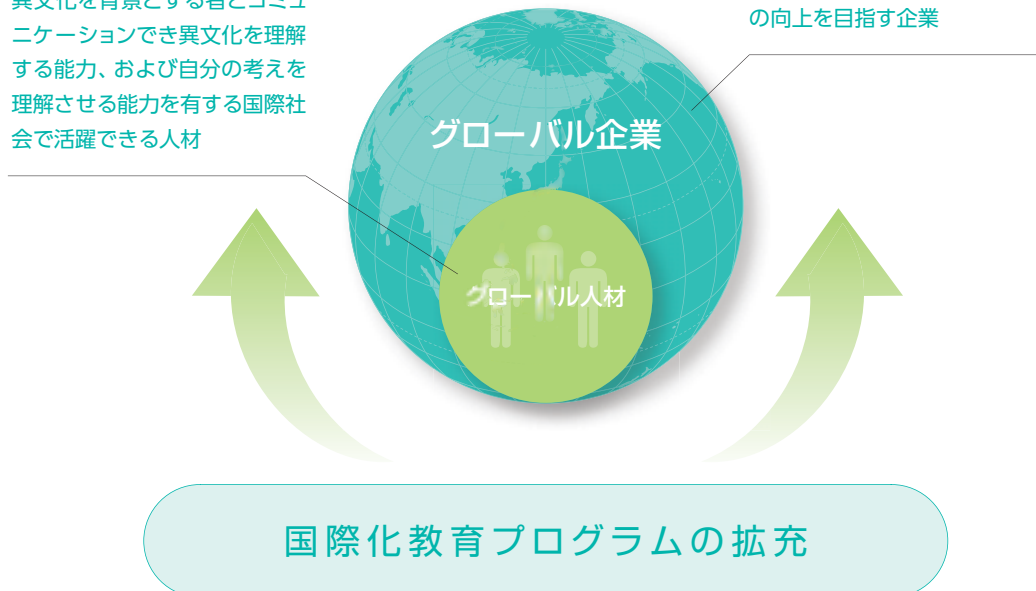 異文化を背景とする者とコミュ
ニケーションでき異文化を理解
する能力、および自分の考えを
理解させる能力を有する国際社
会で活躍できる人材
の向上を目指す企業
グローバル企業
グローバル人材
国際化教育プログラムの拡充